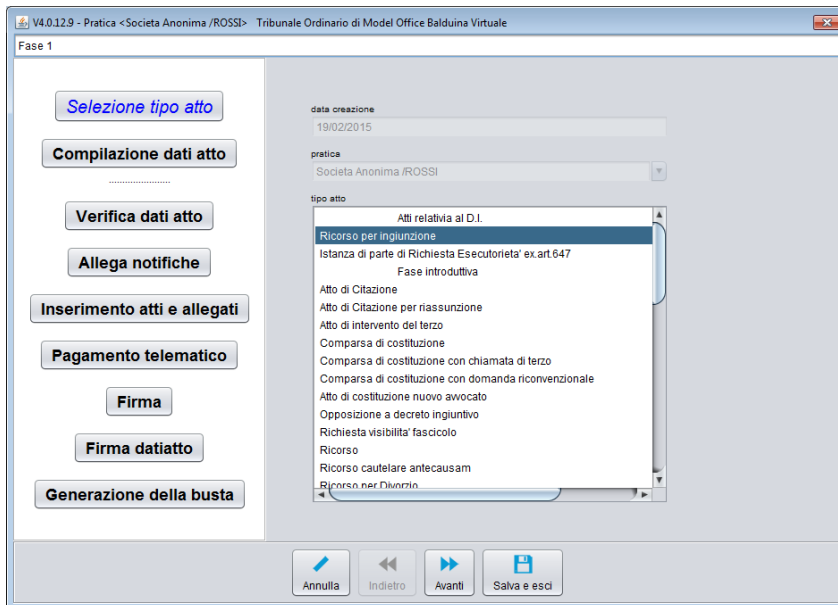 V4.0.12.9 - Pratica <Societa Anonima /ROSSI> Tribunale Ordinario di Model Office Balduina Virtuale
Fase 1
Selezione tipo atto
Compilazione dati atto
......................
Verifica dati atto
Allega notifiche
Inserimento atti e allegati
Pagamento telematico
Firma
Firma datiatto
Generazione della busta
data creazione
19/02/2015
pratica
Societa Anonima /ROSSI
tipo atto
Atti relativia al D.I.
Ricorso per ingiunzione
Istanza di parte di Richiesta Esecutorieta' ex.art.647
Fase introduttiva
Atto di Citazione
Atto di Citazione per riassunzione
Atto di intervento del terzo
Comparsa di costituzione
Comparsa di costituzione con chiamata di terzo
Comparsa di costituzione con domanda riconvenzionale
Atto di costituzione nuovo avvocato
Opposizione a decreto ingiuntivo
Richiesta visibilita' fascicolo
Ricorso
Ricorso cautelare antecausam
Ricorso per Divorzio
Annulla
Indietro
Avanti
Salva e esci